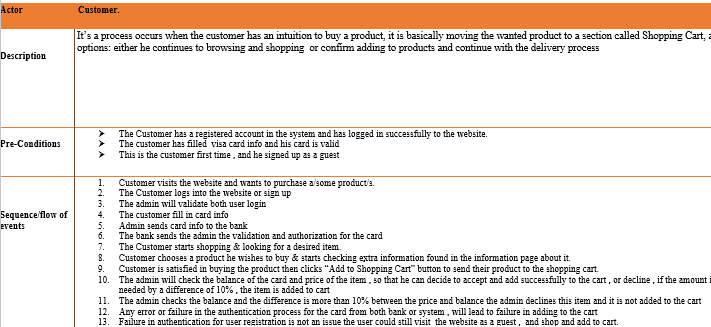 Actor Customer.
It's a process occurs when the customer has an intuition to buy a product, it is basically moving the wanted product to a section called Shopping Cart, a
options: either he continues to browsing and shopping or confirm adding to products and continue with the delivery process
Description
➤ The Customer has a registered account in the system and has logged in successfully to the website.
Pre-Conditions ➤ The customer has filled visa card info and his card is valid
➤ This is the customer first time , and he signed up as a guest
1. Customer visits the website and wants to purchase a/some product/s.
2. The Customer logs into the website or sign up
3. The admin will validate both user login
Sequence/flow of 4. The customer fill in card info
events 5. Admin sends card info to the bank
6. The bank sends the admin the validation and authorization for the card
7. The Customer starts shopping & looking for a desired item.
8. Customer chooses a product he wishes to buy & starts checking extra information found in the information page about it.
9. Customer is satisfied in buying the product then clicks “Add to Shopping Cart” button to send their product to the shopping cart.
10. The admin will check the balance of the card and price of the item , so that he can decide to accept and add successfully to the cart , or decline , if the amount i
needed by a difference of 10% , the item is added to cart
11. The admin checks the balance and the difference is more than 10% between the price and balance the admin declines this item and it is not added to the cart
12. Any error or failure in the authentication process for the card from both bank or system , will lead to failure in adding to the cart
13. Failure in authentication for user registration is not an issue the user could still visit the website as a guest , and shop and add to cart.